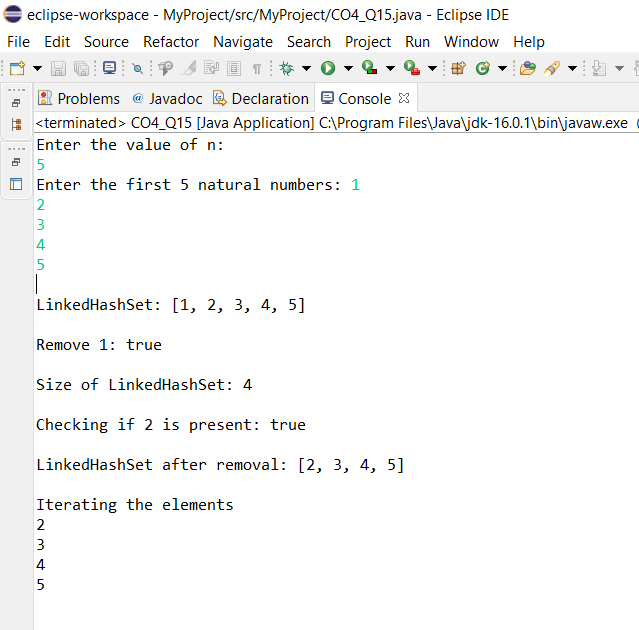 eclipse-workspace - MyProject/src/MyProject/CO4_Q15.java - Eclipse IDE
File Edit Source Refactor Navigate Search Project Run Window Help
Problems @ Javadoc Declaration Console
<terminated> CO4_Q15 [Java Application] C:\Program Files\Java\jdk-16.0.1\bin\javaw.exe (
Enter the value of n:
5
Enter the first 5 natural numbers: 1
2
3
4
5
LinkedHashSet: [1, 2, 3, 4, 5]
Remove 1: true
Size of LinkedHashSet: 4
Checking if 2 is present: true
LinkedHashSet after removal: [2, 3, 4, 5]
Iterating the elements
2
3
4
5